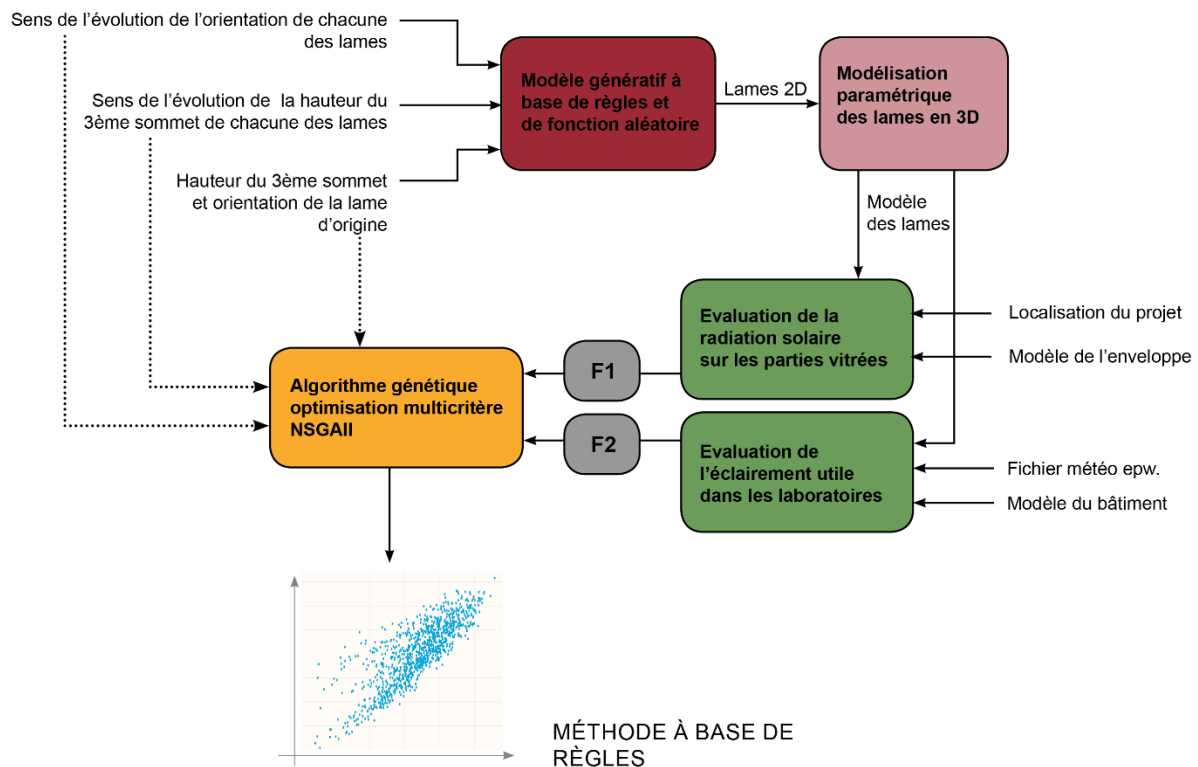 Sens de l’évolution de l’orientation de chacune
des lames
Sens de l’évolution de  la hauteur du
3ème sommet de chacune des lames
Hauteur du 3ème sommet
et orientation de la lame
d’origine
Modèle génératif à
base de règles et
de fonction aléatoire
Lames 2D
Modélisation
paramétrique
des lames en 3D
Modèle
des lames
Evaluation de la
radiation solaire
sur les parties vitrées
Localisation du projet
Modèle de l’enveloppe
F1
Algorithme génétique
optimisation multicritère
NSGAII
F2
Evaluation de
l’éclairement utile
dans les laboratoires
Fichier météo epw.
Modèle du bâtiment
MÉTHODE À BASE DE
RÈGLES